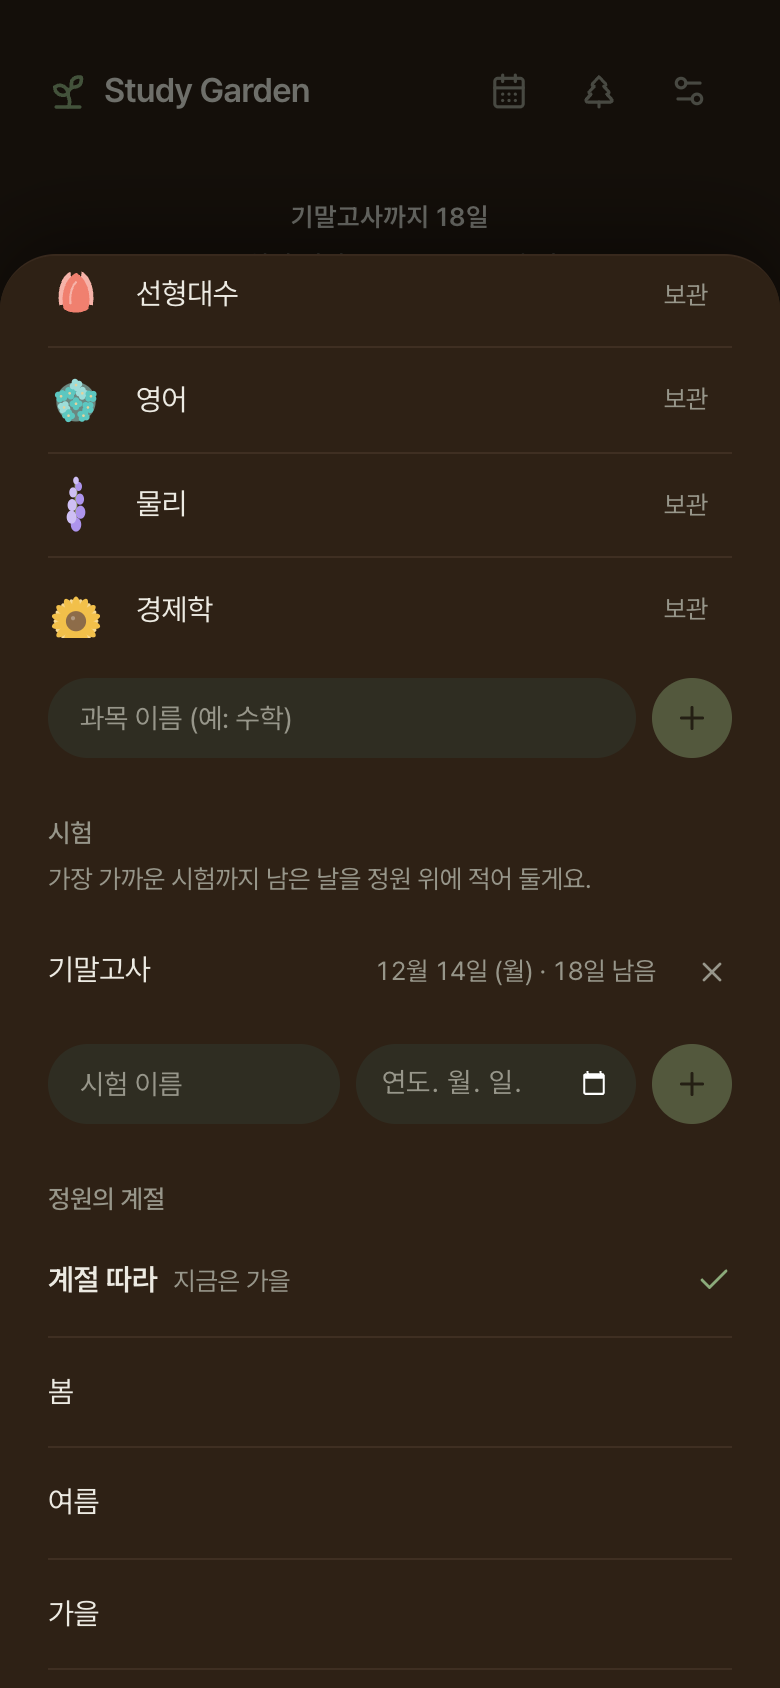 Study Garden
기말고사까지 18일
선형대수 보관
영어 보관
물리 보관
경제학 보관
과목 이름 (예: 수학)
시험
가장 가까운 시험까지 남은 날을 정원 위에 적어 둘게요.
기말고사 12월 14일 (월) · 18일 남음
시험 이름 연도. 월. 일.
정원의 계절
계절 따라 지금은 가을
봄
여름
가을